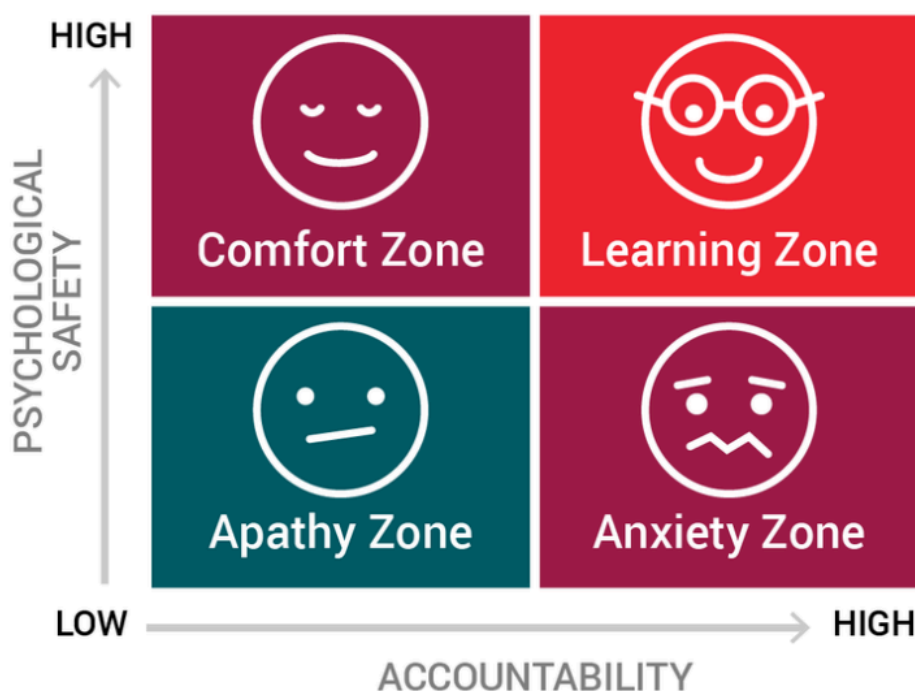 HIGH
PSYCHOLOGICAL
SAFETY
Comfort Zone
Learning Zone
Apathy Zone
Anxiety Zone
LOW
HIGH
ACCOUNTABILITY